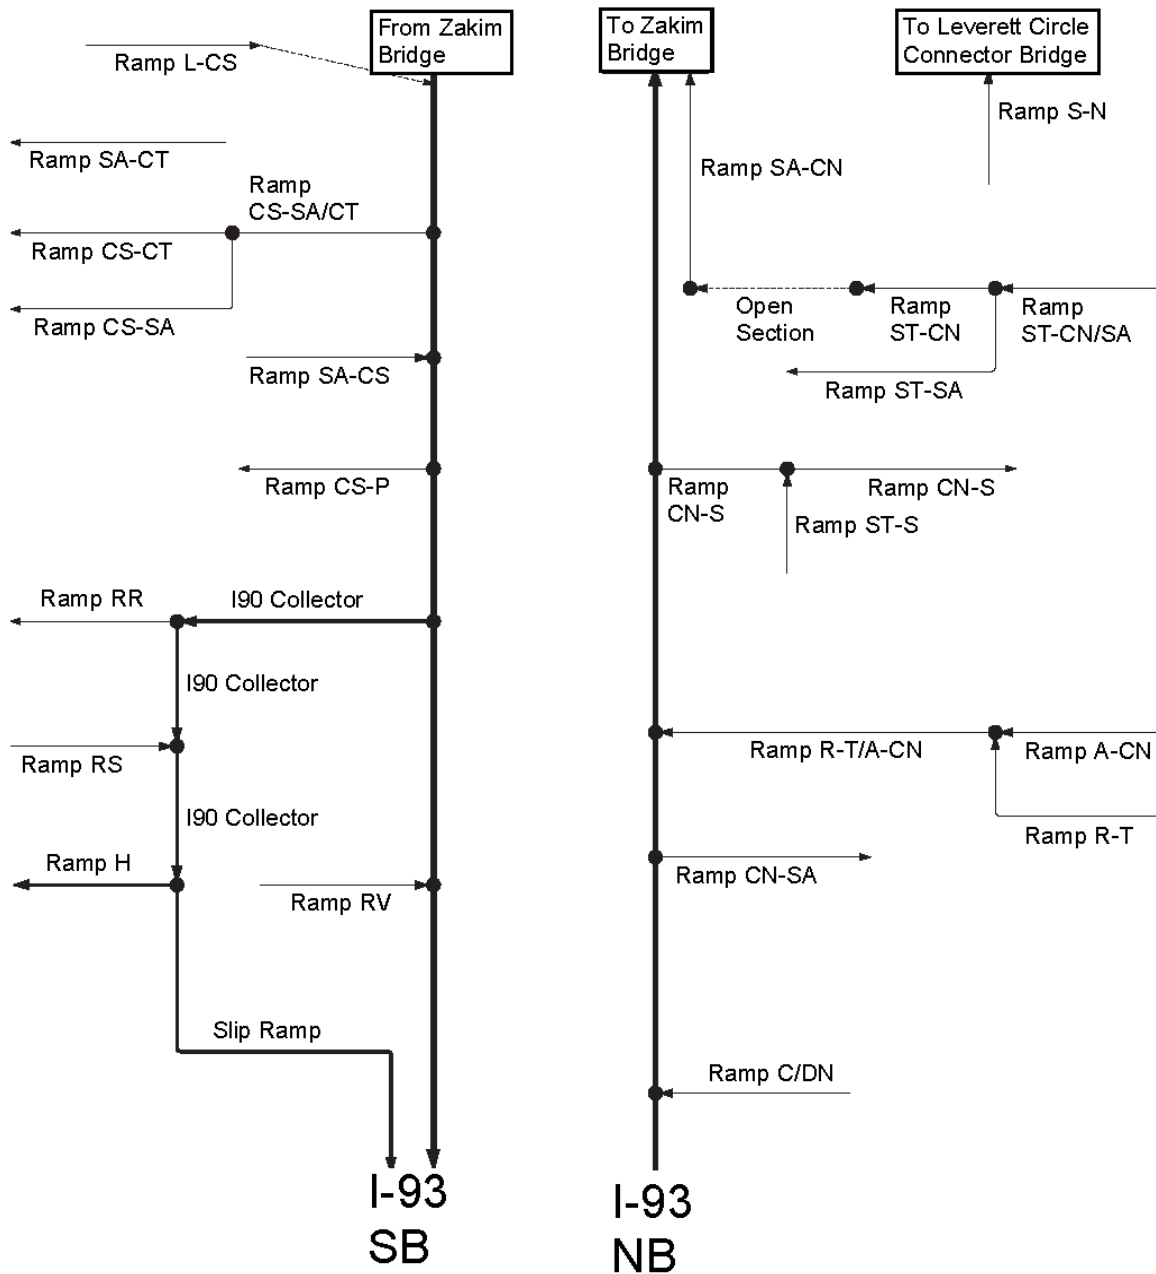 From Zakim
Bridge
To Zakim
Bridge
To Leverett Circle
Connector Bridge
Ramp L-CS
Ramp S-N
Ramp SA-CT
Ramp SA-CN
Ramp
CS-SA/CT
Ramp CS-CT
Open
Section
Ramp
ST-CN
Ramp
ST-CN/SA
Ramp CS-SA
Ramp SA-CS
Ramp ST-SA
Ramp CS-P
Ramp
CN-S
Ramp CN-S
Ramp ST-S
Ramp RR
I90 Collector
I90 Collector
Ramp RS
Ramp R-T/A-CN
Ramp A-CN
I90 Collector
Ramp R-T
Ramp H
Ramp RV
Ramp CN-SA
Slip Ramp
Ramp C/DN
I-93
SB
I-93
NB